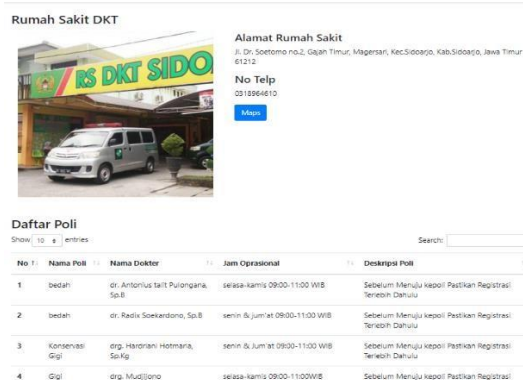 Rumah Sakit DKT
RS DKT SIDO
Alamat Rumah Sakit
Jl. Dr. Soetomo no.2, Gajah Timur, Magersari, Kec.Sidoarjo, Kab.Sidoarjo, Jawa Timur
61212
No Telp
0318964610
Maps
Daftar Poli
Show 10 entries
Search:
No Nama Poli Nama Dokter Jam Oprasional Deskripsi Poli
1 bedah dr. Antonius talit Pulongana, selasa-kamis 09:00-11:00 WIB Sebelum Menuju kepoli Pastikan Registrasi
Sp.B Terlebih Dahulu
2 bedah dr. Radix Soekardono, Sp.B senin & jum'at 09:00-11:00 WIB Sebelum Menuju kepoli Pastikan Registrasi
Terlebih Dahulu
3 Konservasi drg. Hardriani Hotmaria, senin & Jum'at 09:00-11:00 WIB Sebelum Menuju kepoli Pastikan Registrasi
Gigi Sp.Kg Terlebih Dahulu
4 Gigi drg. Mudjijono selasa-kamis 09:00-11:00WIB Sebelum Menuju kepoli Pastikan Registrasi